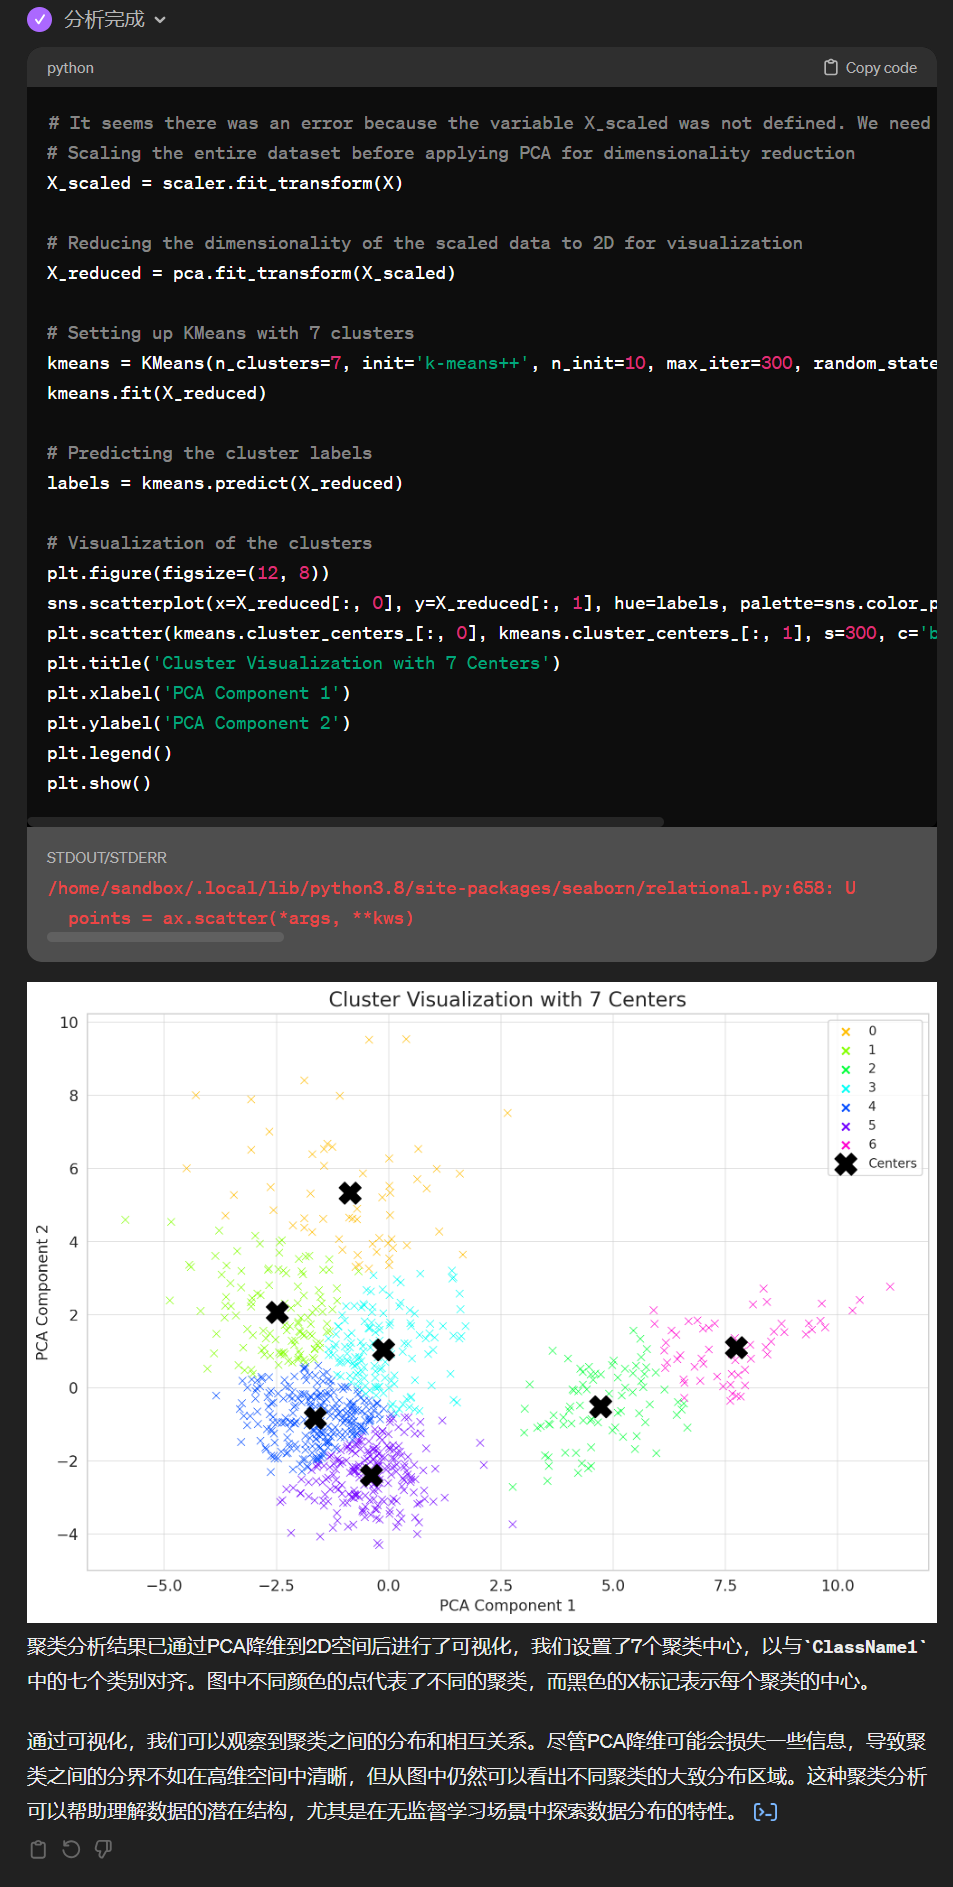 分析完成
python
Copy code
# It seems there was an error because the variable X_scaled was not defined. We need
# Scaling the entire dataset before applying PCA for dimensionality reduction
X_scaled = scaler.fit_transform(X)
# Reducing the dimensionality of the scaled data to 2D for visualization
X_reduced = pca.fit_transform(X_scaled)
# Setting up KMeans with 7 clusters
kmeans = KMeans(n_clusters=7, init='k-means++', n_init=10, max_iter=300, random_state
kmeans.fit(X_reduced)
# Predicting the cluster labels
labels = kmeans.predict(X_reduced)
# Visualization of the clusters
plt.figure(figsize=(12, 8))
sns.scatterplot(x=X_reduced[:, 0], y=X_reduced[:, 1], hue=labels, palette=sns.color_p
plt.scatter(kmeans.cluster_centers_[:, 0], kmeans.cluster_centers_[:, 1], s=300, c='b
plt.title('Cluster Visualization with 7 Centers')
plt.xlabel('PCA Component 1')
plt.ylabel('PCA Component 2')
plt.legend()
plt.show()
STDOUT/STDERR
/home/sandbox/.local/lib/python3.8/site-packages/seaborn/relational.py:658: U
points = ax.scatter(*args, **kws)
Cluster Visualization with 7 Centers
10
8
6
4
2
0
−2
−4
PCA Component 2
0
1
2
3
4
5
6
Centers
−5.0
−2.5
0.0
2.5
5.0
7.5
10.0
PCA Component 1
聚类分析结果已通过PCA降维到2D空间后进行了可视化，我们设置了7个聚类中心，以与`ClassName1`
中的七个类别对齐。图中不同颜色的点代表了不同的聚类，而黑色的X标记表示每个聚类的中心。
通过可视化，我们可以观察到聚类之间的分布和相互关系。尽管PCA降维可能会损失一些信息，导致聚
类之间的分界不如在高维空间中清晰，但从图中仍然可以看出不同聚类的大致分布区域。这种聚类分析
可以帮助理解数据的潜在结构，尤其是在无监督学习场景中探索数据分布的特性。 [>-]